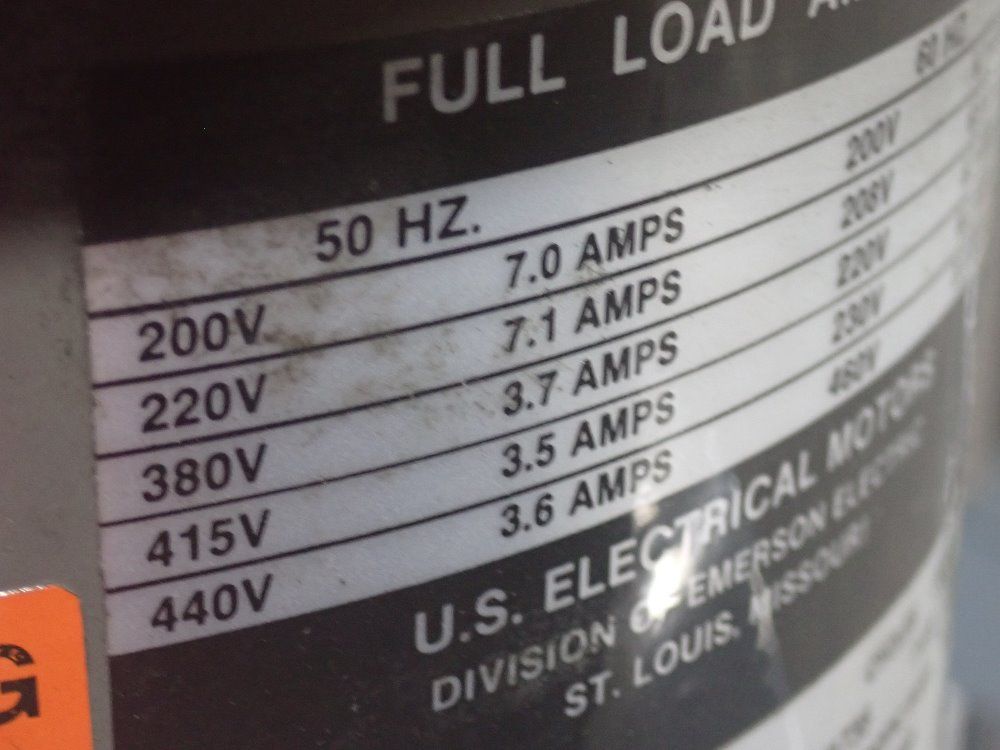 FULL LOAD
50 HZ. 60 HZ.
200V 7.0 AMPS 200V
220V 7.1 AMPS 208V
380V 3.7 AMPS 220V
415V 3.5 AMPS 230V
440V 3.6 AMPS 460V
U.S. ELECTRICAL MOTORS
DIVISION OF EMERSON ELECTRIC
ST. LOUIS, MISSOURI
G